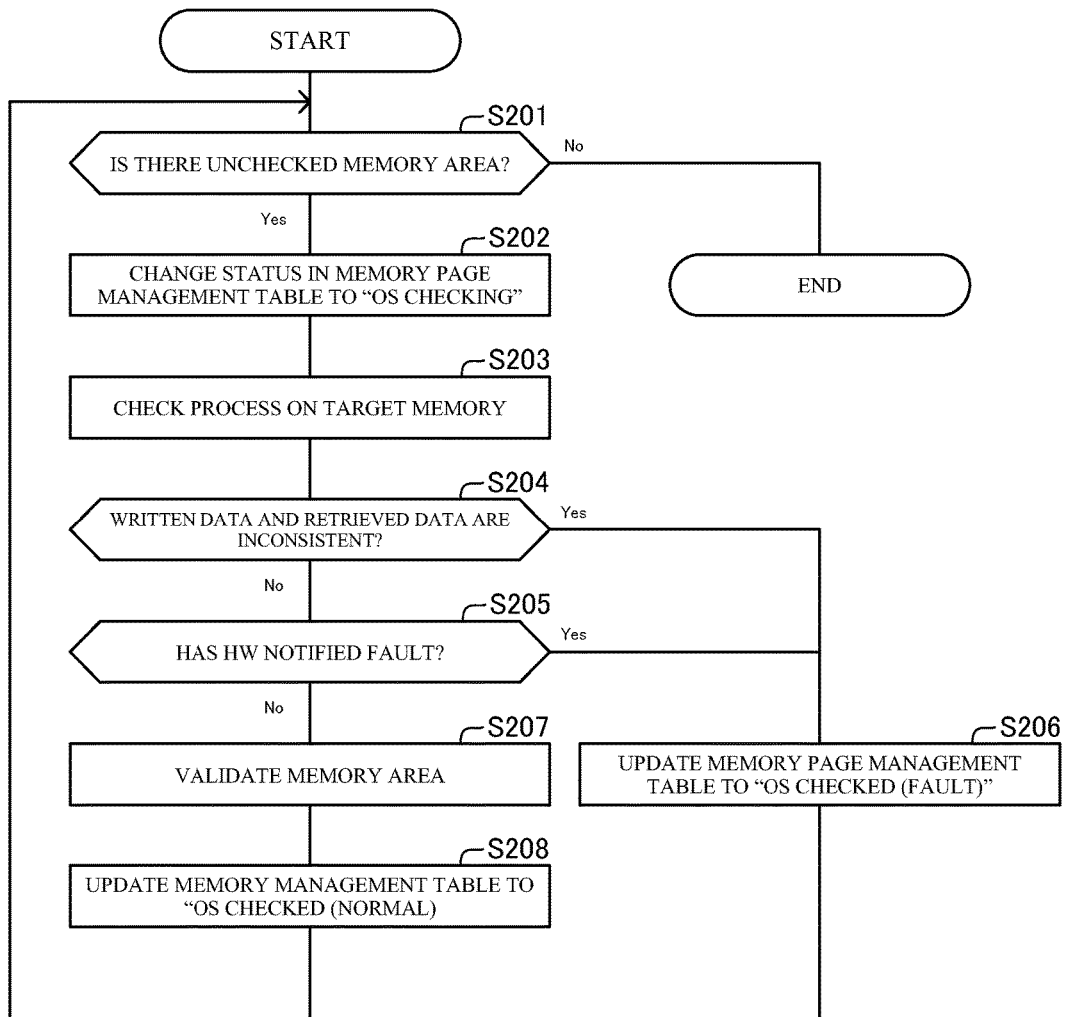 START
S201
IS THERE UNCHECKED MEMORY AREA?
No
Yes
S202
CHANGE STATUS IN MEMORY PAGE
MANAGEMENT TABLE TO “OS CHECKING”
END
S203
CHECK PROCESS ON TARGET MEMORY
S204
WRITTEN DATA AND RETRIEVED DATA ARE
INCONSISTENT?
Yes
No
S205
HAS HW NOTIFIED FAULT?
Yes
No
S207
VALIDATE MEMORY AREA
S206
UPDATE MEMORY PAGE MANAGEMENT
TABLE TO “OS CHECKED (FAULT)”
S208
UPDATE MEMORY MANAGEMENT TABLE TO
“OS CHECKED (NORMAL)